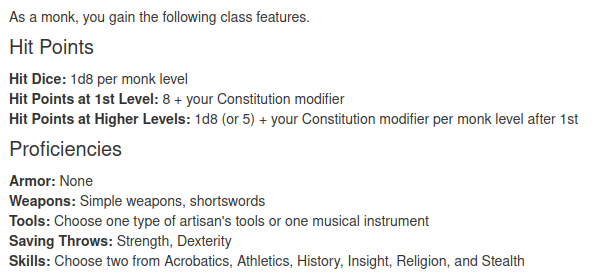 As a monk, you gain the following class features.
Hit Points
Hit Dice: 1d8 per monk level
Hit Points at 1st Level: 8 + your Constitution modifier
Hit Points at Higher Levels: 1d8 (or 5) + your Constitution modifier per monk level after 1st
Proficiencies
Armor: None
Weapons: Simple weapons, shortswords
Tools: Choose one type of artisan's tools or one musical instrument
Saving Throws: Strength, Dexterity
Skills: Choose two from Acrobatics, Athletics, History, Insight, Religion, and Stealth